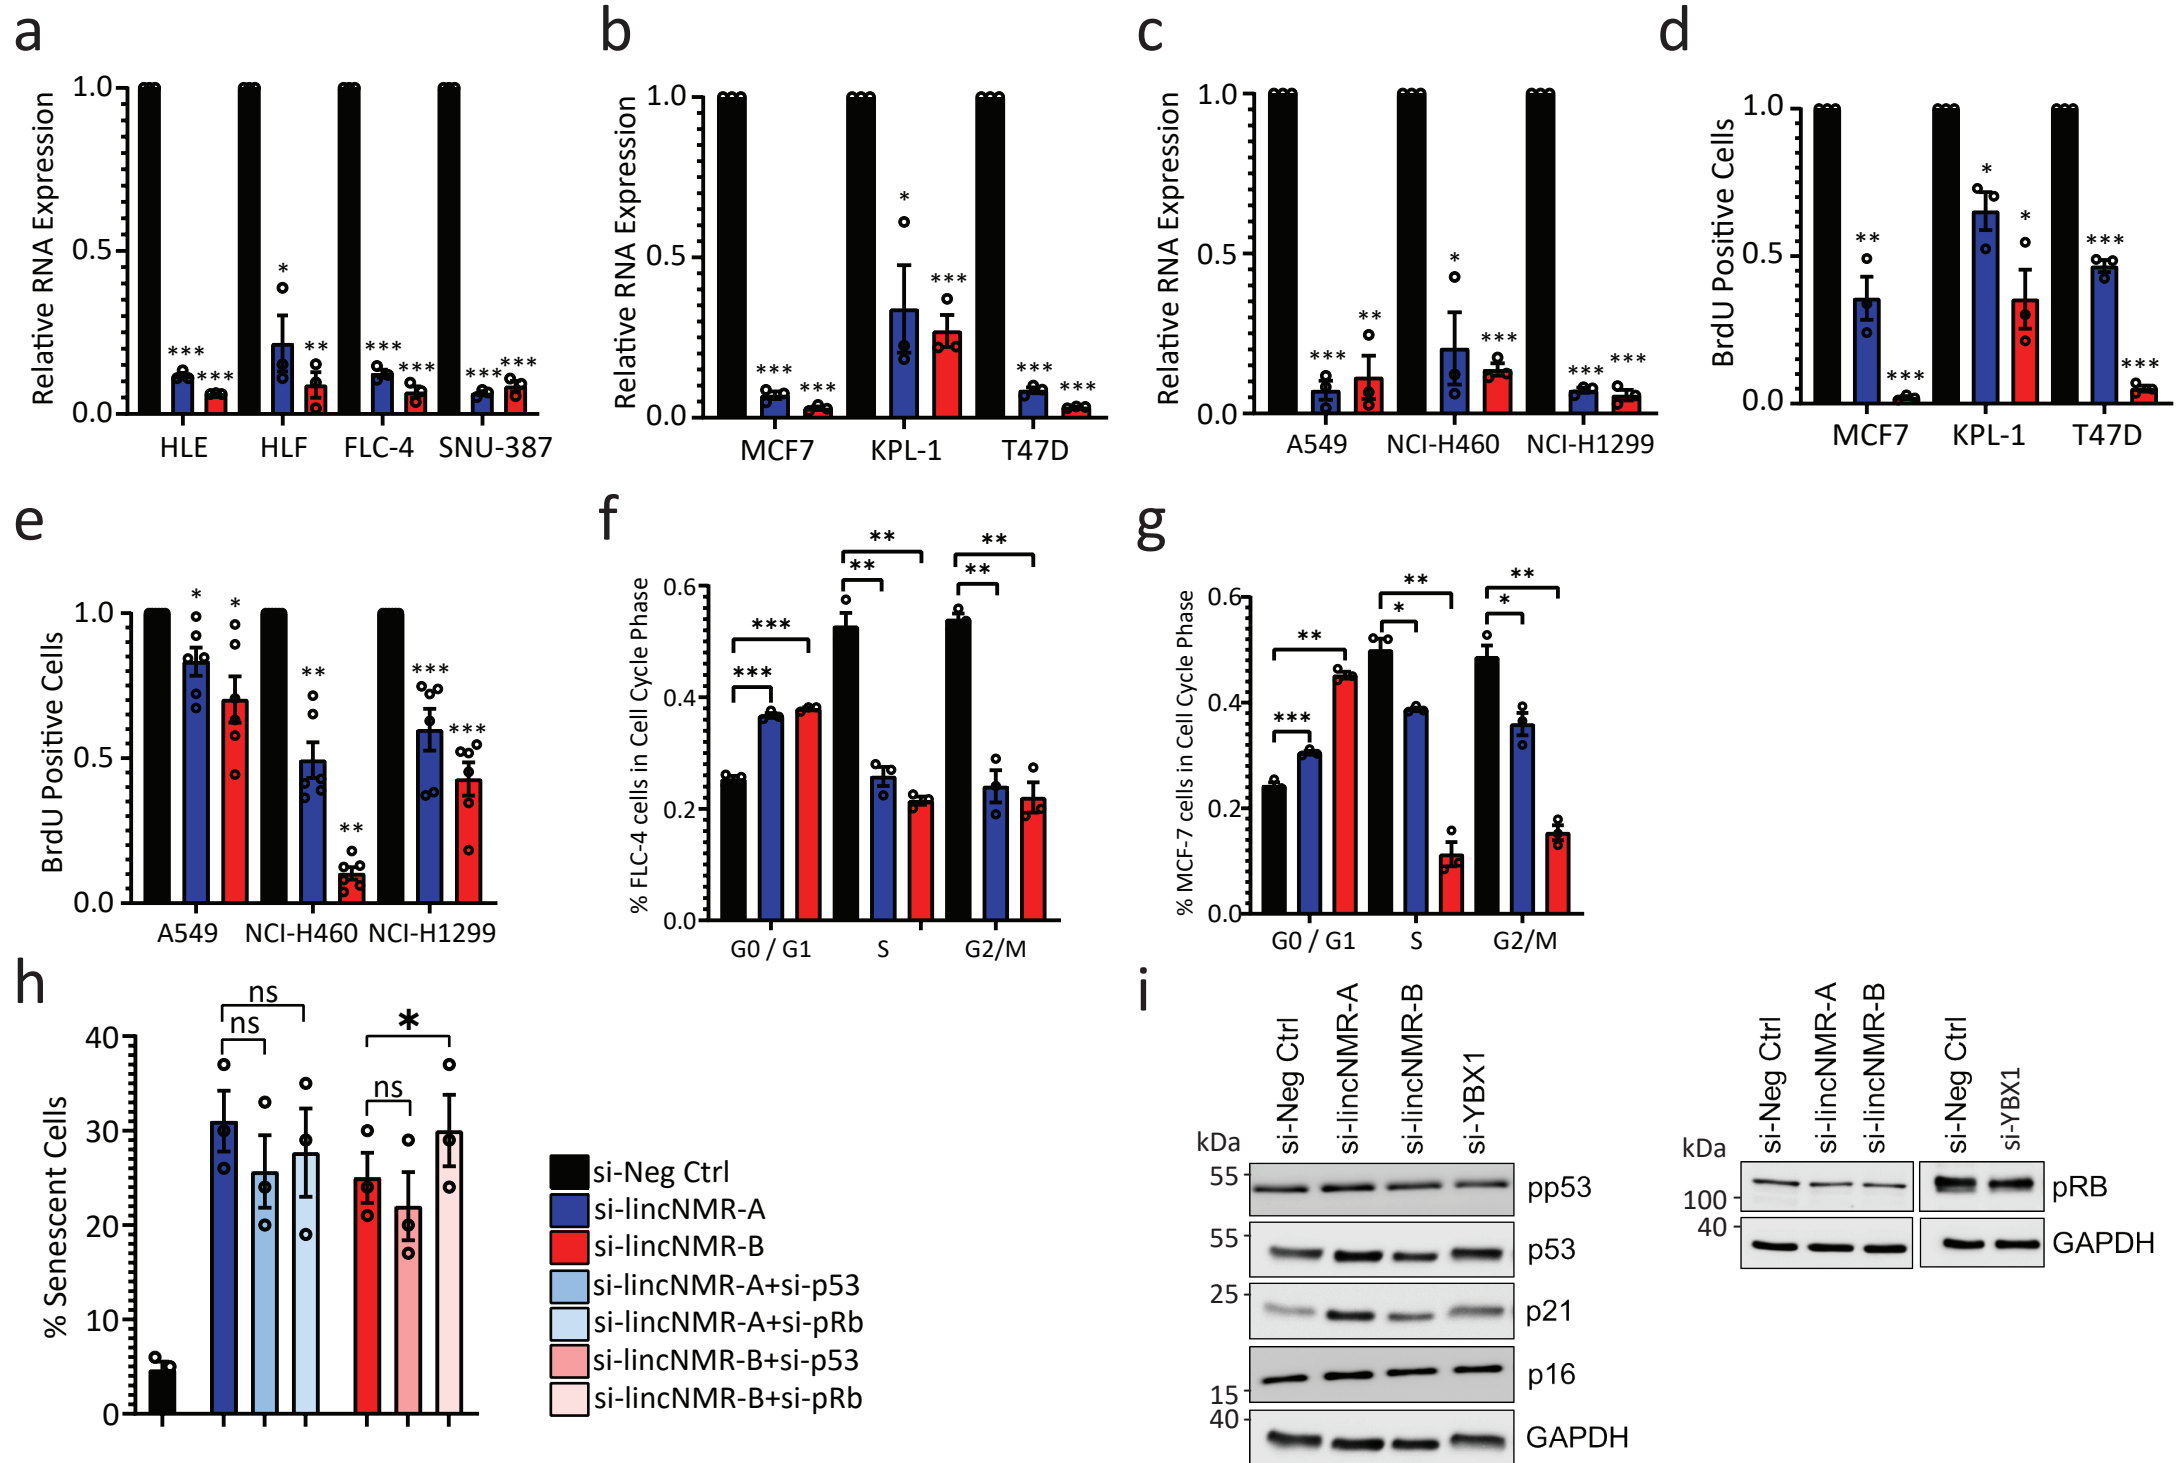 a
Relative RNA Expression
1.0
0.5
0.0
*** *** * ** *** *** *** ***
HLE HLF FLC-4 SNU-387
b
Relative RNA Expression
1.0
0.5
0.0
*** *** * *** *** ***
MCF7 KPL-1 T47D
c
Relative RNA Expression
1.0
0.5
0.0
*** ** * *** *** ***
A549 NCI-H460 NCI-H1299
d
BrdU Positive Cells
1.0
0.5
0.0
** *** * * *** ***
MCF7 KPL-1 T47D
e
BrdU Positive Cells
1.0
0.5
0.0
* * ** ** *** ***
A549 NCI-H460 NCI-H1299
f
% FLC-4 cells in Cell Cycle Phase
0.6
0.4
0.2
0.0
*** *** ** ** ** **
G0 / G1 S G2/M
g
% MCF-7 cells in Cell Cycle Phase
0.6
0.4
0.2
0.0
*** ** * ** * **
G0 / G1 S G2/M
h
% Senescent Cells
40
30
20
10
0
ns
ns
*
ns
si-Neg Ctrl
si-lincNMR-A
si-lincNMR-B
si-lincNMR-A+si-p53
si-lincNMR-A+si-pRb
si-lincNMR-B+si-p53
si-lincNMR-B+si-pRb
i
kDa
si-Neg Ctrl
si-lincNMR-A
si-lincNMR-B
si-YBX1
55 pp53
55 p53
25 p21
15 p16
40 GAPDH
kDa
si-Neg Ctrl
si-lincNMR-A
si-lincNMR-B
si-Neg Ctrl
si-YBX1
100 pRB
40 GAPDH